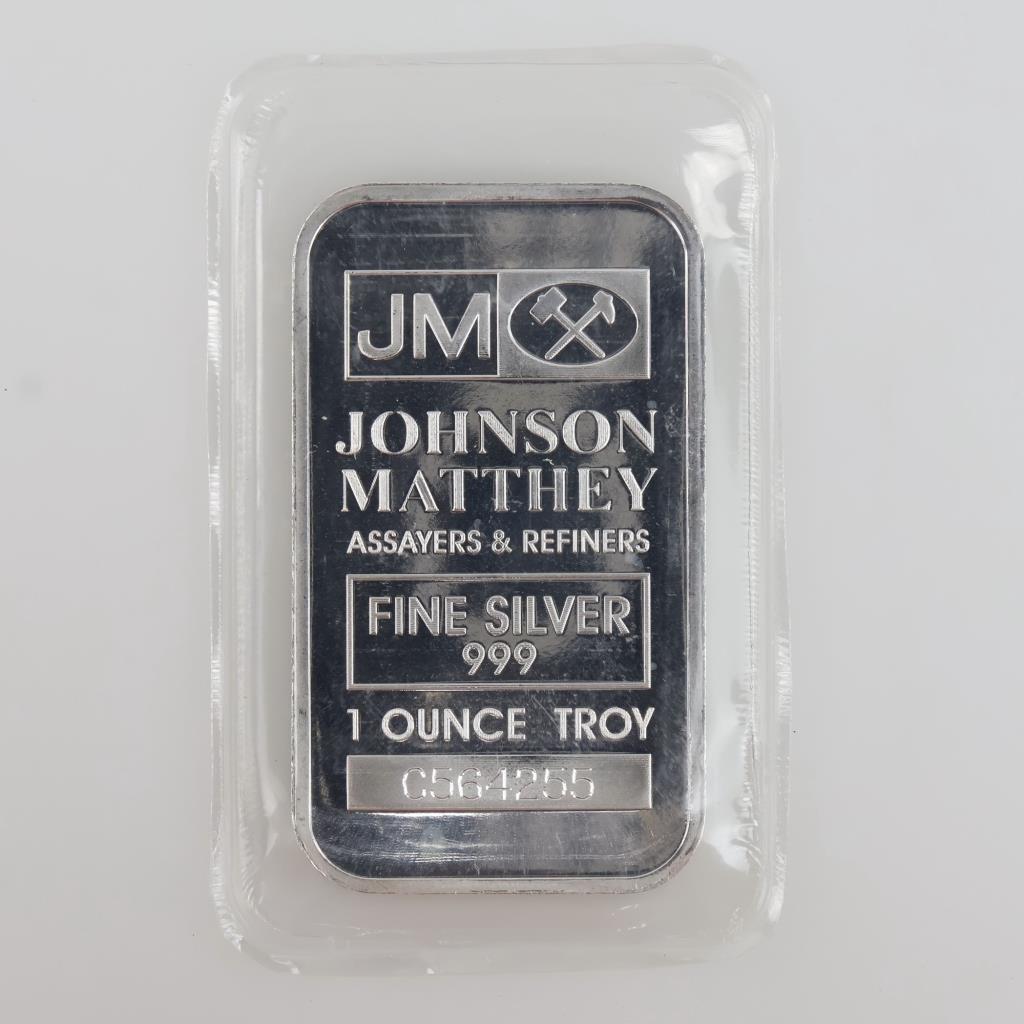 JM
JOHNSON
MATTHEY
ASSAYERS & REFINERS
FINE SILVER
999
1 OUNCE TROY
C564255